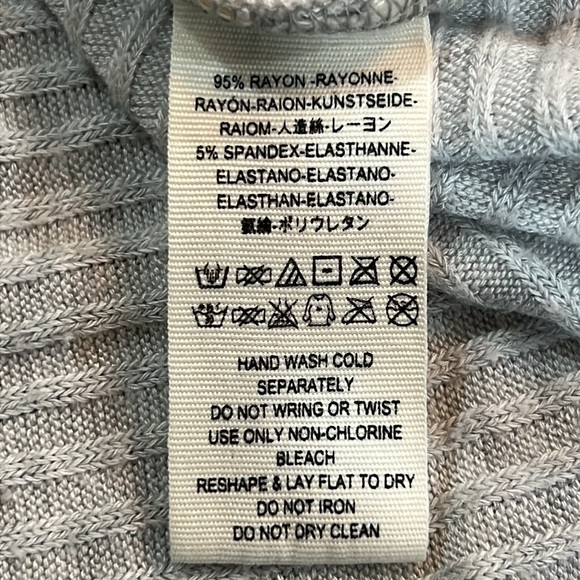 95% RAYON -RAYONNE-
RAYÓN-RAION-KUNSTSEIDE-
RAIOM-人造絲-レーヨン
5% SPANDEX-ELASTHANNE-
ELASTANO-ELASTANO-
ELASTHAN-ELASTANO-
氨綸-ポリウレタン
HAND WASH COLD
SEPARATELY
DO NOT WRING OR TWIST
USE ONLY NON-CHLORINE
BLEACH
RESHAPE & LAY FLAT TO DRY
DO NOT IRON
DO NOT DRY CLEAN